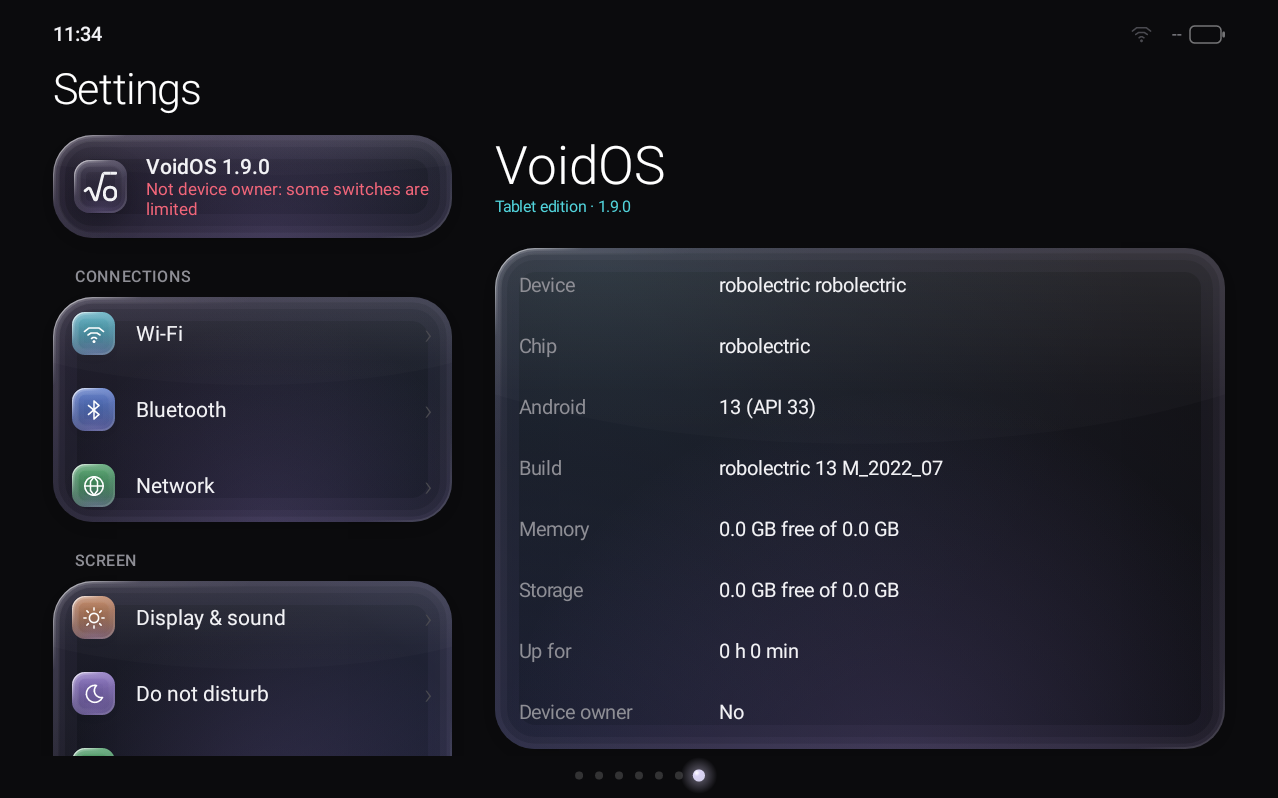 11:34
--
Settings
VoidOS 1.9.0
Not device owner: some switches are
limited
CONNECTIONS
Wi-Fi
Bluetooth
Network
SCREEN
Display & sound
Do not disturb
VoidOS
Tablet edition · 1.9.0
Device robolectric robolectric
Chip robolectric
Android 13 (API 33)
Build robolectric 13 M_2022_07
Memory 0.0 GB free of 0.0 GB
Storage 0.0 GB free of 0.0 GB
Up for 0 h 0 min
Device owner No